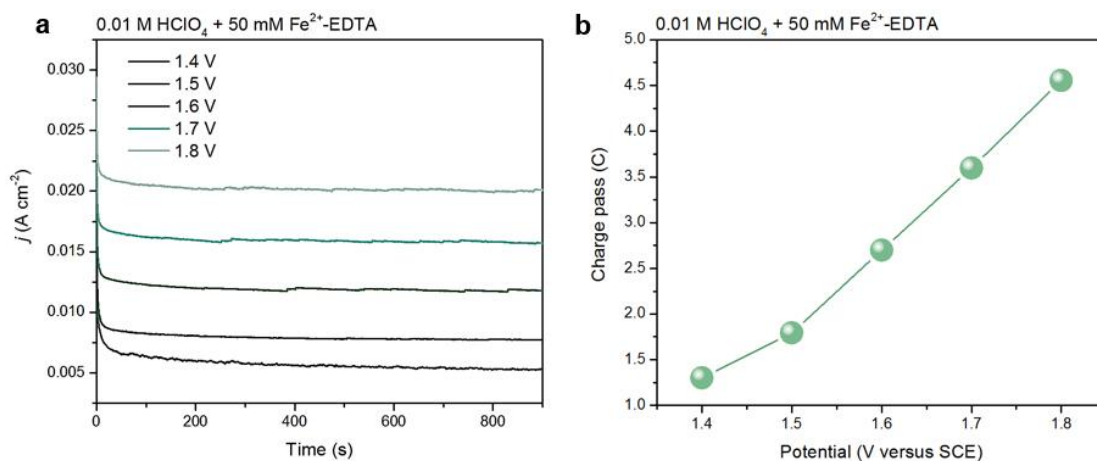 a
0.01 M HClO₄ + 50 mM Fe²⁺-EDTA
0.030
0.025
0.020
0.015
0.010
0.005
j (A cm⁻²)
1.4 V
1.5 V
1.6 V
1.7 V
1.8 V
0
200
400
600
800
Time (s)
b
0.01 M HClO₄ + 50 mM Fe²⁺-EDTA
5.0
4.5
4.0
3.5
3.0
2.5
2.0
1.5
1.0
Charge pass (C)
1.4
1.5
1.6
1.7
1.8
Potential (V versus SCE)